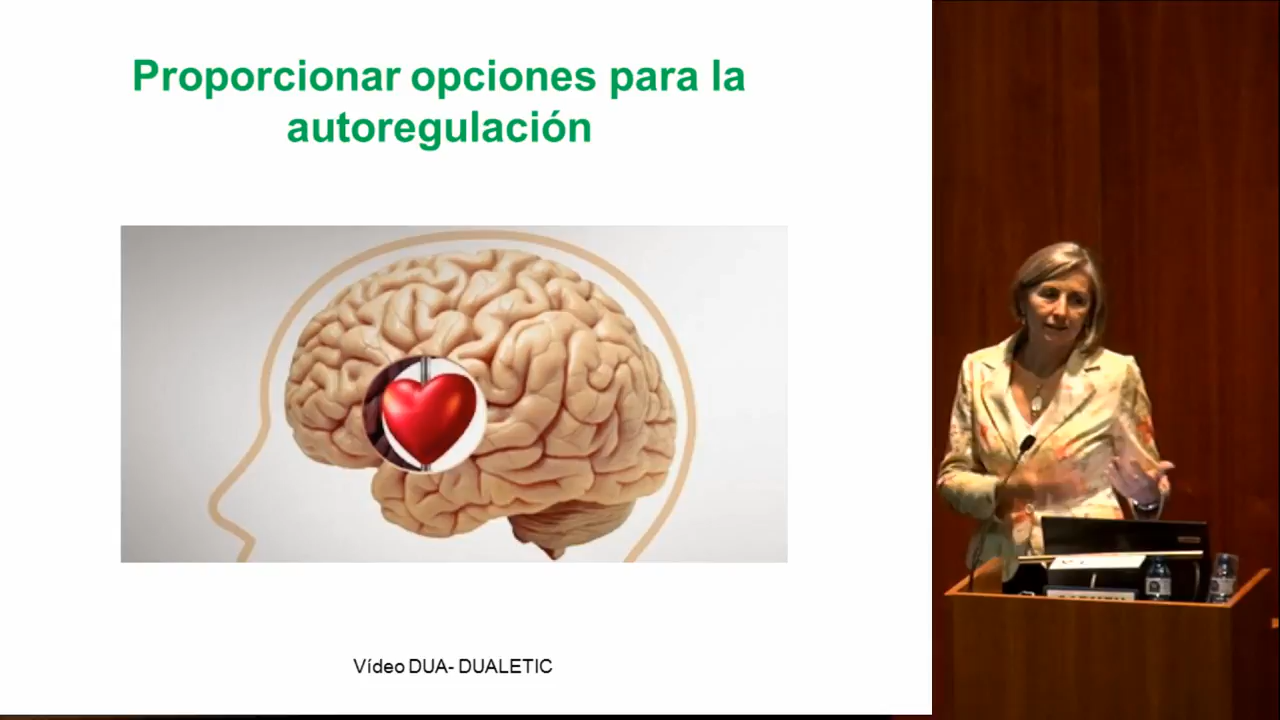 Proporcionar opciones para la
autoregulación
Vídeo DUA- DUALETIC